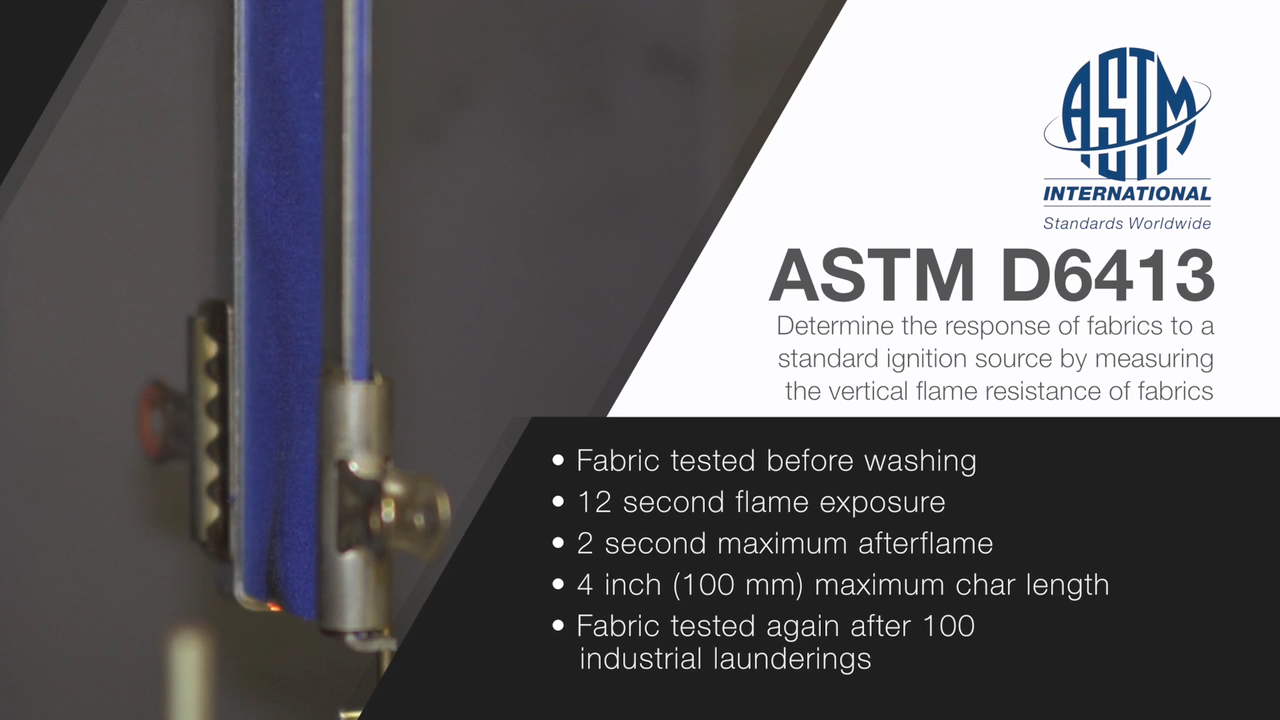 ASTM
INTERNATIONAL
Standards Worldwide
ASTM D6413
Determine the response of fabrics to a
standard ignition source by measuring
the vertical flame resistance of fabrics
• Fabric tested before washing
• 12 second flame exposure
• 2 second maximum afterflame
• 4 inch (100 mm) maximum char length
• Fabric tested again after 100
industrial launderings